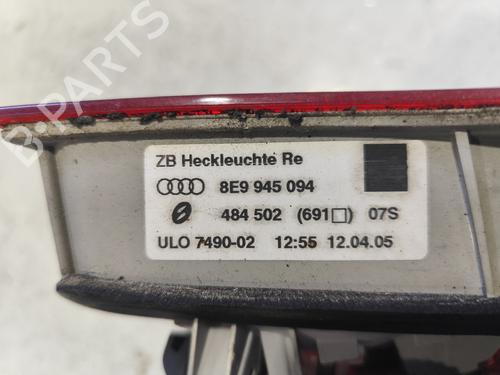 B-PARTS
ZB Heckleuchte Re
8E9 945 094
484 502 (691□) 07S
ULO 7490-02 12:55 12.04.05